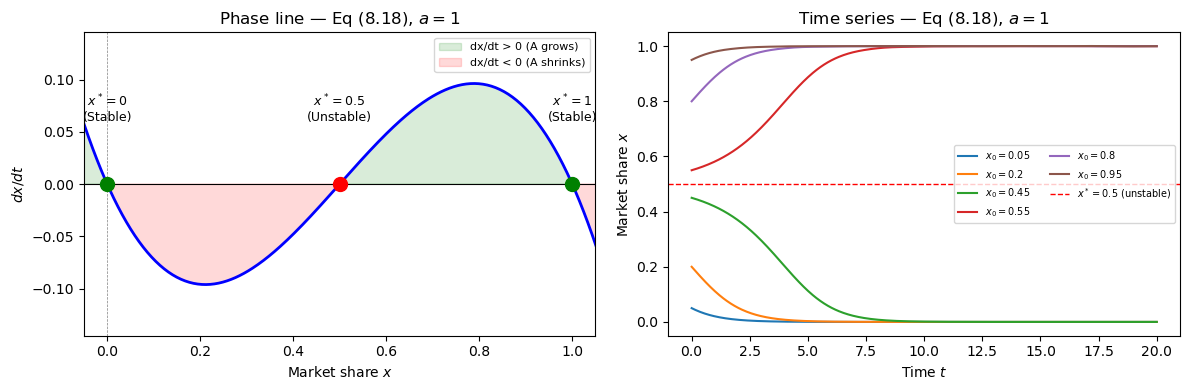 Phase line — Eq (8.18), a = 1
dx/dt > 0 (A grows)
dx/dt < 0 (A shrinks)
x* = 0
(Stable)
x* = 0.5
(Unstable)
x* = 1
(Stable)
dx/dt
0.10
0.05
0.00
−0.05
−0.10
0.0 0.2 0.4 0.6 0.8 1.0
Market share x
Time series — Eq (8.18), a = 1
Market share x
1.0
0.8
0.6
0.4
0.2
0.0
x₀ = 0.05
x₀ = 0.2
x₀ = 0.45
x₀ = 0.55
x₀ = 0.8
x₀ = 0.95
x* = 0.5 (unstable)
0.0 2.5 5.0 7.5 10.0 12.5 15.0 17.5 20.0
Time t